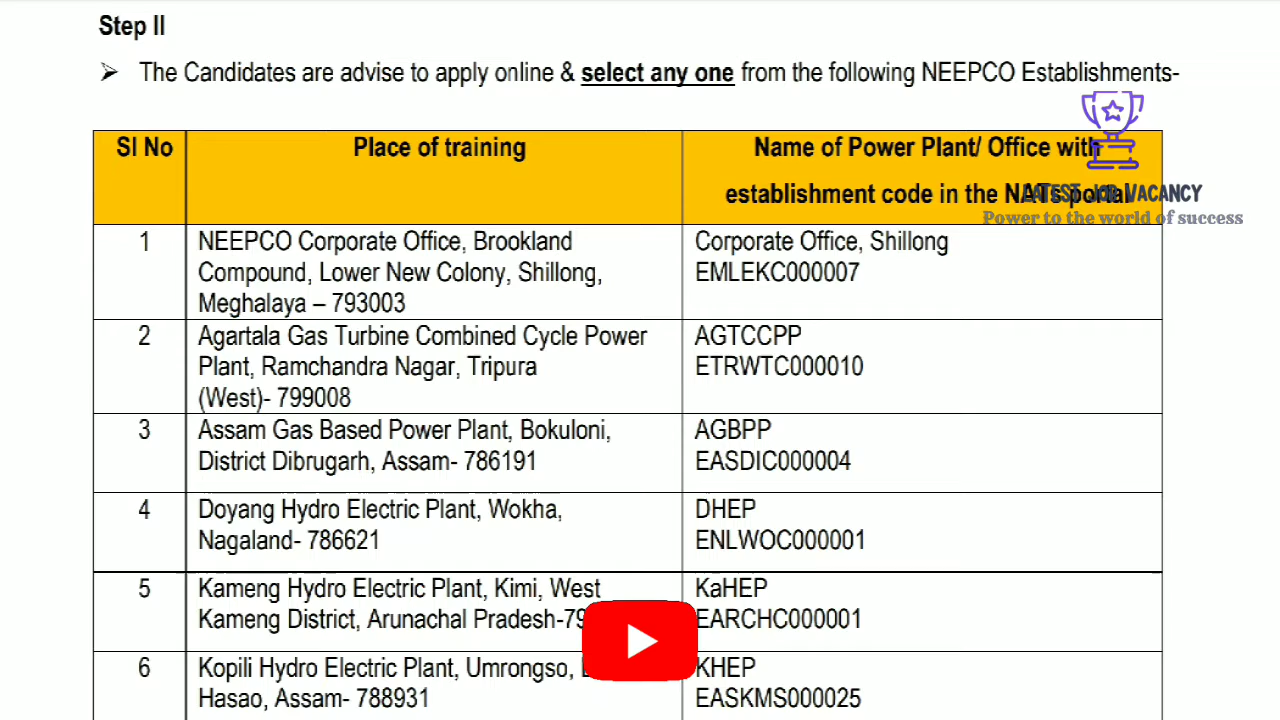 Step II
➢ The Candidates are advise to apply online & select any one from the following NEEPCO Establishments-
Sl No
Place of training
Name of Power Plant/ Office with
establishment code in the NATs portal
LATEST JOB VACANCY
Power to the world of success
1
NEEPCO Corporate Office, Brookland
Compound, Lower New Colony, Shillong,
Meghalaya – 793003
Corporate Office, Shillong
EMLEKC000007
2
Agartala Gas Turbine Combined Cycle Power
Plant, Ramchandra Nagar, Tripura
(West)- 799008
AGTCCPP
ETRWTC000010
3
Assam Gas Based Power Plant, Bokuloni,
District Dibrugarh, Assam- 786191
AGBPP
EASDIC000004
4
Doyang Hydro Electric Plant, Wokha,
Nagaland- 786621
DHEP
ENLWOC000001
5
Kameng Hydro Electric Plant, Kimi, West
Kameng District, Arunachal Pradesh-
KaHEP
EARCHC000001
6
Kopili Hydro Electric Plant, Umrongso,
Hasao, Assam- 788931
KHEP
EASKMS000025